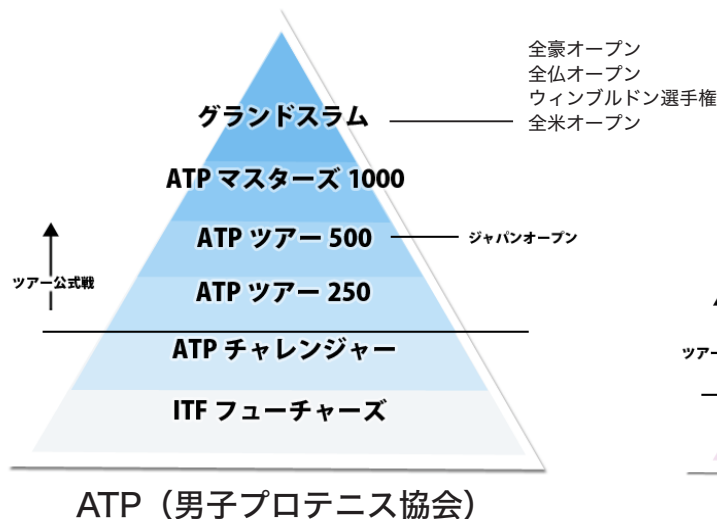 全豪オープン
全仏オープン
ウィンブルドン選手権
全米オープン
グランドスラム
ATP マスターズ 1000
ATP ツアー 500
ジャパンオープン
ATP ツアー 250
ツアー公式戦
ATP チャレンジャー
ITF フューチャーズ
ツアー
ATP（男子プロテニス協会）